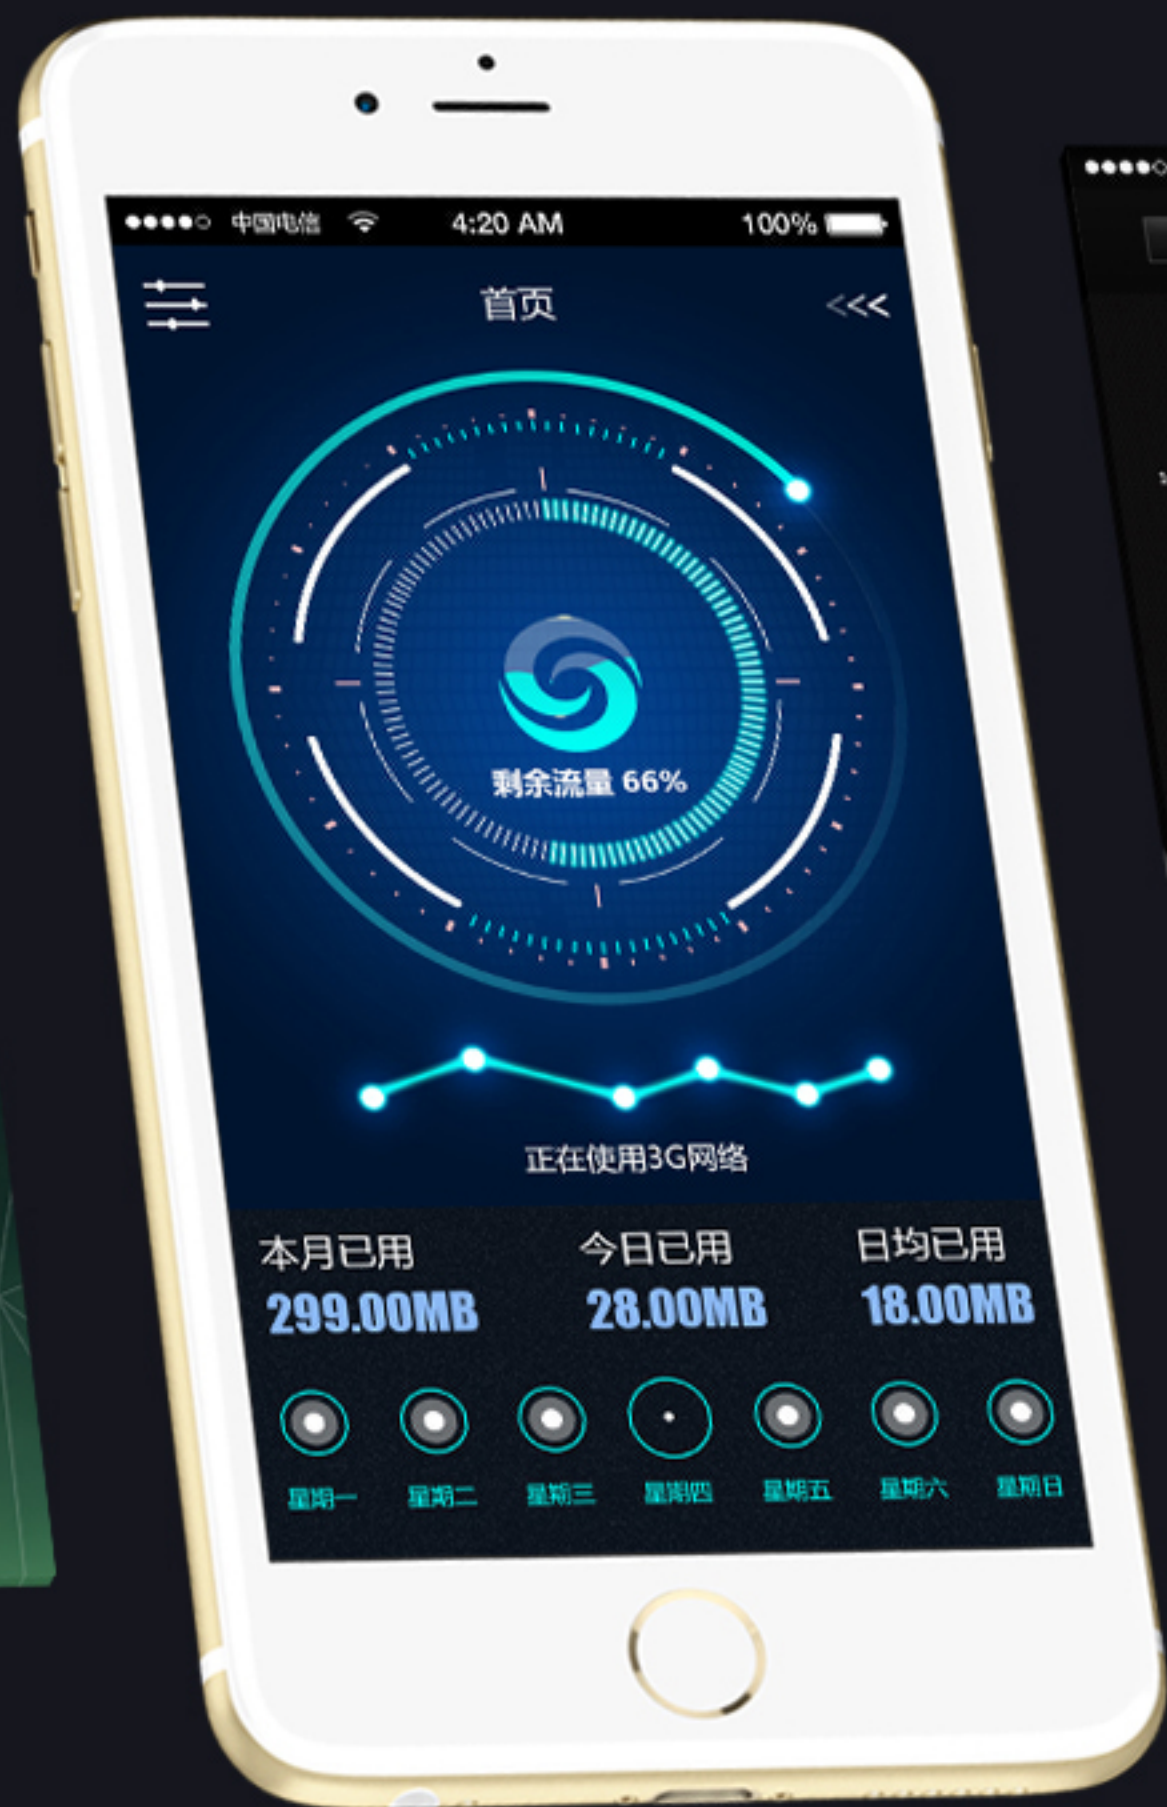 中国电信 4:20 AM 100%
首页
剩余流量 66%
正在使用3G网络
本月已用 今日已用 日均已用
299.00MB 28.00MB 18.00MB
星期一 星期二 星期三 星期四 星期五 星期六 星期日